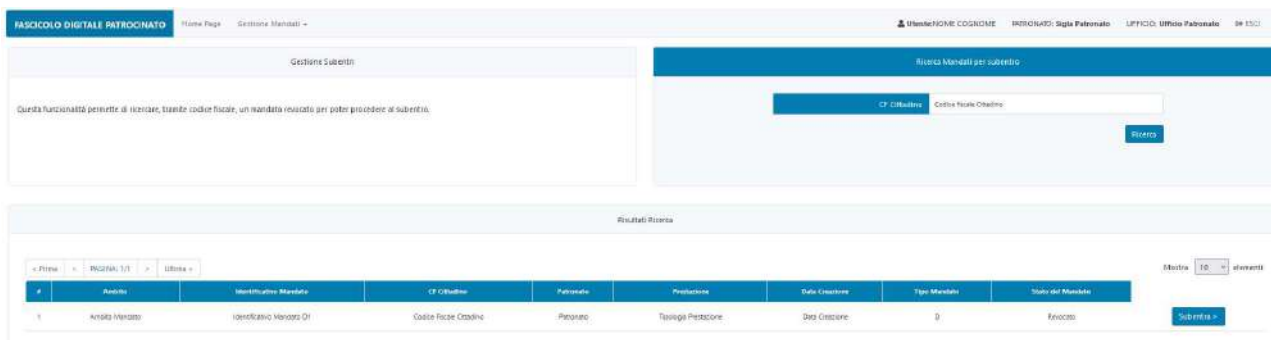 FASCICOLO DIGITALE PATROCINATO Home Page Gestione Mandati Utente:NOME COGNOME PATRONATO: Sigla Patronato UFFICIO: Ufficio Patronato ESCI
Gestione Subentri
Questa funzionalità permette di ricercare, tramite codice fiscale, un mandato revocato per poter procedere al subentro.
Ricerca Mandati per subentro
CF Cittadino Codice Fiscale Cittadino
Ricerca
Risultati Ricerca
« Prima < PAGINA: 1/1 > Ultima » Mostra 10 elementi
# Ambito Identificativo Mandato CF Cittadino Patronato Prestazione Data Creazione Tipo Mandato Stato del Mandato
1 Ambito Mandato Identificativo Mandato 01 Codice Fiscale Cittadino Patronato Tipologia Prestazione Data Creazione D Revocato Subentra >